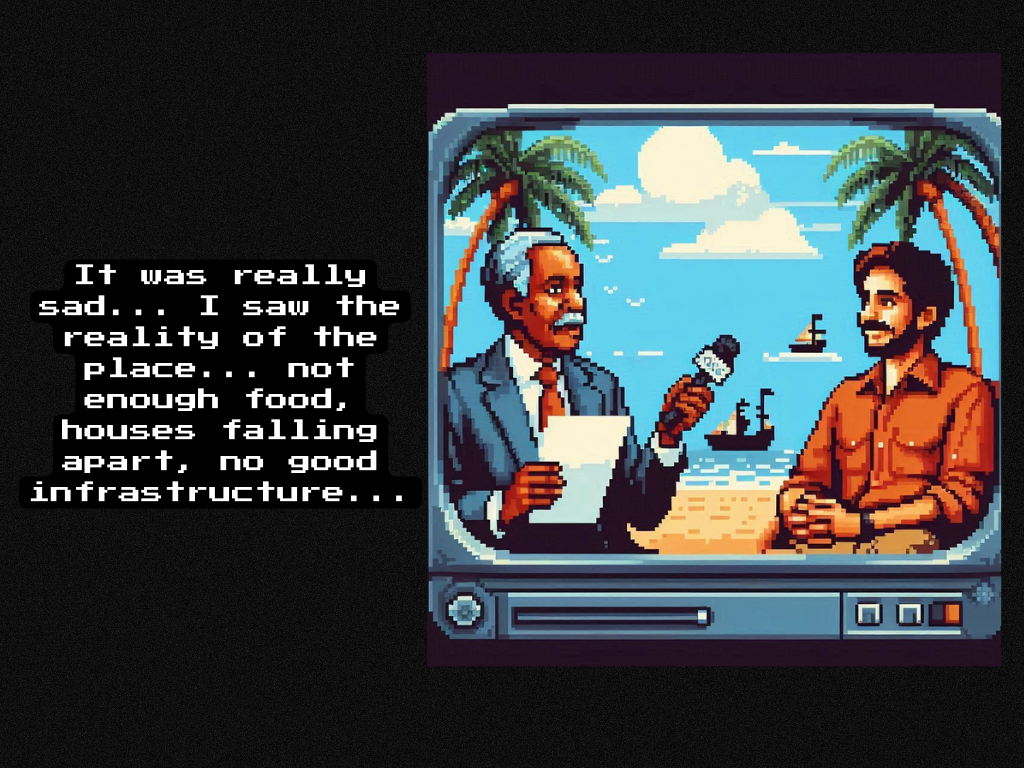 It was really
sad... I saw the
reality of the
place... not
enough food,
houses falling
apart, no good
infrastructure...